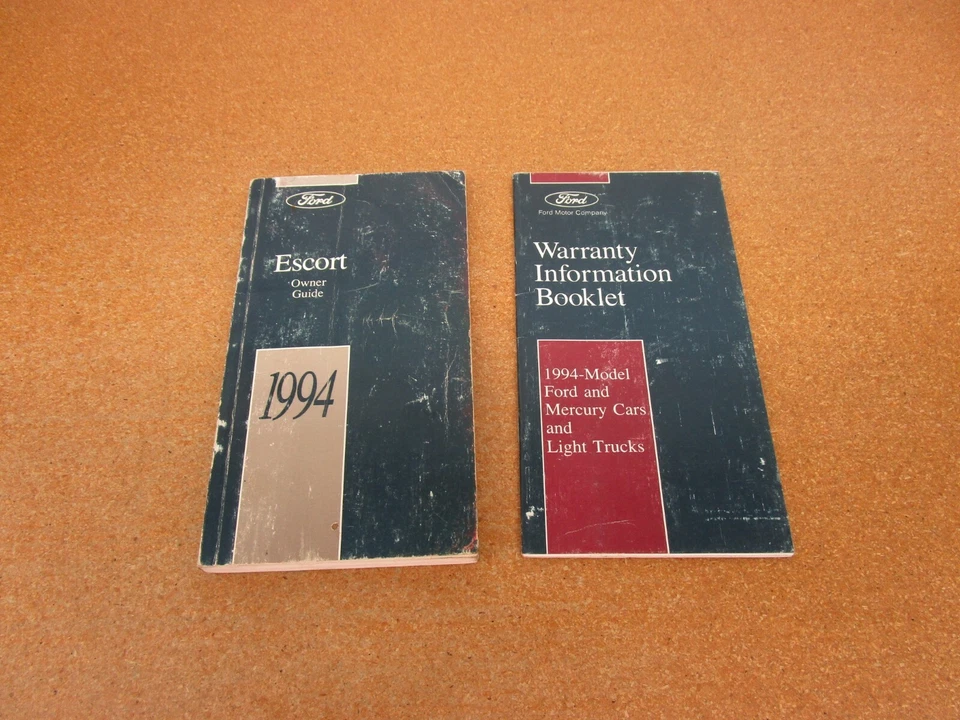 Ford
Escort
Owner
Guide
1994
Ford
Ford Motor Company
Warranty
Information
Booklet
1994-Model
Ford and
Mercury Cars
and
Light Trucks